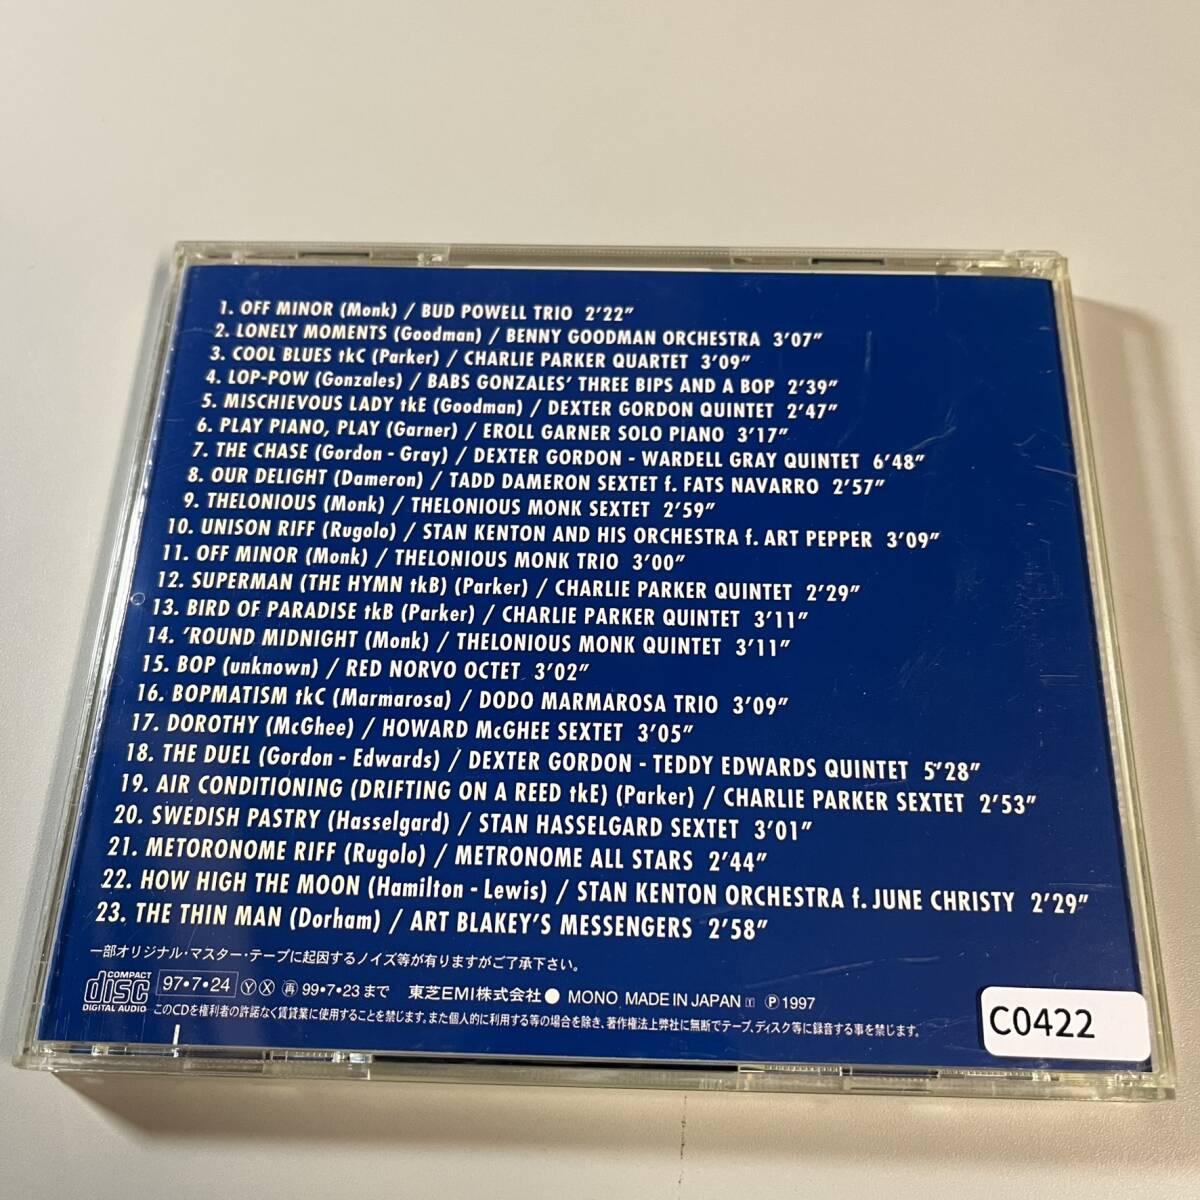 1. OFF MINOR (Monk) / BUD POWELL TRIO 2'22"
2. LONELY MOMENTS (Goodman) / BENNY GOODMAN ORCHESTRA 3'07"
3. COOL BLUES tkC (Parker) / CHARLIE PARKER QUARTET 3'09"
4. LOP-POW (Gonzales) / BABS GONZALES' THREE BIPS AND A BOP 2'39"
5. MISCHIEVOUS LADY tkE (Goodman) / DEXTER GORDON QUINTET 2'47"
6. PLAY PIANO, PLAY (Garner) / EROLL GARNER SOLO PIANO 3'17"
7. THE CHASE (Gordon - Gray) / DEXTER GORDON - WARDELL GRAY QUINTET 6'48"
8. OUR DELIGHT (Dameron) / TADD DAMERON SEXTET f. FATS NAVARRO 2'57"
9. THELONIOUS (Monk) / THELONIOUS MONK SEXTET 2'59"
10. UNISON RIFF (Rugolo) / STAN KENTON AND HIS ORCHESTRA f. ART PEPPER 3'09"
11. OFF MINOR (Monk) / THELONIOUS MONK TRIO 3'00"
12. SUPERMAN (THE HYMN tkB) (Parker) / CHARLIE PARKER QUINTET 2'29"
13. BIRD OF PARADISE tkB (Parker) / CHARLIE PARKER QUINTET 3'11"
14. 'ROUND MIDNIGHT (Monk) / THELONIOUS MONK QUINTET 3'11"
15. BOP (unknown) / RED NORVO OCTET 3'02"
16. BOPMATISM tkC (Marmarosa) / DODO MARMAROSA TRIO 3'09"
17. DOROTHY (McGhee) / HOWARD McGHEE SEXTET 3'05"
18. THE DUEL (Gordon - Edwards) / DEXTER GORDON - TEDDY EDWARDS QUINTET 5"28"
19. AIR CONDITIONING (DRIFTING ON A REED tkE) (Parker) / CHARLIE PARKER SEXTET 2'53"
20. SWEDISH PASTRY (Hasselgard) / STAN HASSELGARD SEXTET 3'01"
21. METORONOME RIFF (Rugolo) / METRONOME ALL STARS 2'44"
22. HOW HIGH THE MOON (Hamilton - Lewis) / STAN KENTON ORCHESTRA f. JUNE CHRISTY 2'29"
23. THE THIN MAN (Dorham) / ART BLAKEY'S MESSENGERS 2'58"
一部オリジナル・マスター・テープに起因するノイズ等が有りますがご了承下さい。
COMPACT disc DIGITAL AUDIO 97・7・24 Ⓨ Ⓧ 再 99・7・23まで 東芝EMI株式会社● MONO MADE IN JAPAN ℗ 1997
このCDを権利者の許諾なく賃貸業に使用することを禁じます。また個人的に利用する等の場合を除き、著作権法上弊社に無断でテープ、ディスク等に録音する事を禁じます。
C0422